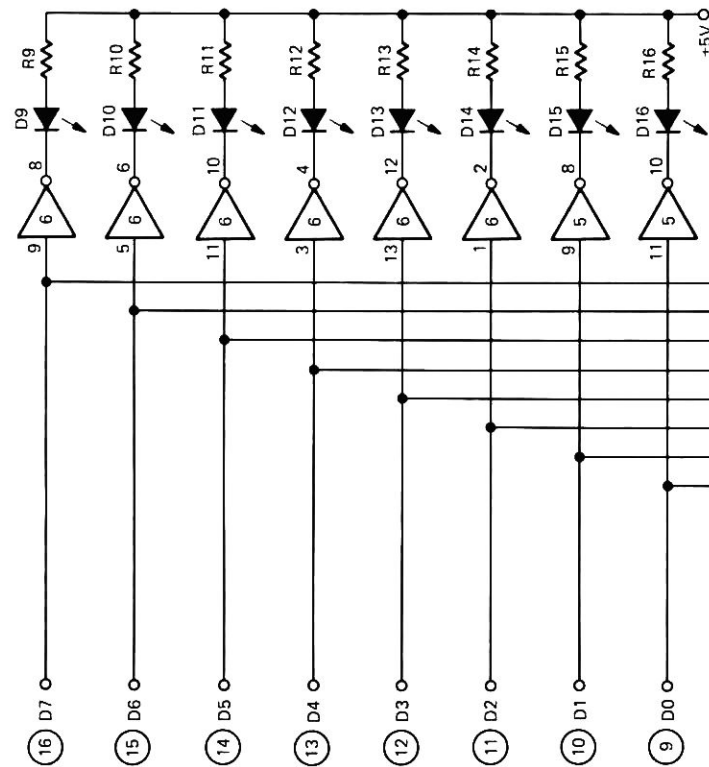 R9 R10 R11 R12 R13 R14 R15 R16
+5V
D9 D10 D11 D12 D13 D14 D15 D16
8 6 10 4 12 2 8 10
6 6 6 6 6 6 5 5
9 5 11 3 13 1 9 11
D7 D6 D5 D4 D3 D2 D1 D0
16 15 14 13 12 11 10 9